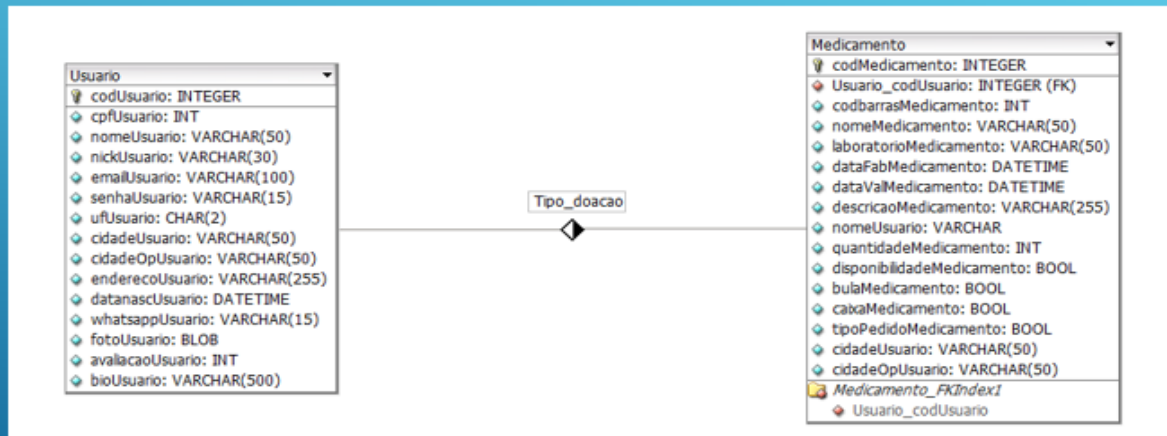 Usuario
codUsuario: INTEGER
cpfUsuario: INT
nomeUsuario: VARCHAR(50)
nickUsuario: VARCHAR(30)
emailUsuario: VARCHAR(100)
senhaUsuario: VARCHAR(15)
ufUsuario: CHAR(2)
cidadeUsuario: VARCHAR(50)
cidadeOpUsuario: VARCHAR(50)
enderecoUsuario: VARCHAR(255)
datanascUsuario: DATETIME
whatsappUsuario: VARCHAR(15)
fotoUsuario: BLOB
avaliacaoUsuario: INT
bioUsuario: VARCHAR(500)
Tipo_doacao
Medicamento
codMedicamento: INTEGER
Usuario_codUsuario: INTEGER (FK)
codbarrasMedicamento: INT
nomeMedicamento: VARCHAR(50)
laboratorioMedicamento: VARCHAR(50)
dataFabMedicamento: DATETIME
dataValMedicamento: DATETIME
descricaoMedicamento: VARCHAR(255)
nomeUsuario: VARCHAR
quantidadeMedicamento: INT
disponibilidadeMedicamento: BOOL
bulaMedicamento: BOOL
caixaMedicamento: BOOL
tipoPedidoMedicamento: BOOL
cidadeUsuario: VARCHAR(50)
cidadeOpUsuario: VARCHAR(50)
Medicamento_FKIndex1
Usuario_codUsuario